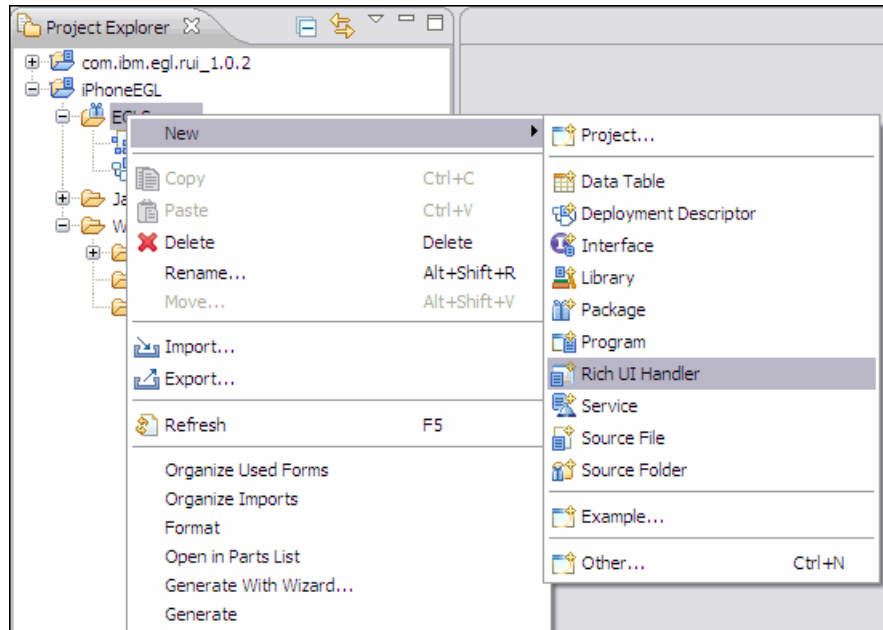 Project Explorer
com.ibm.egl.rui_1.0.2
iPhoneEGL
New
Copy Ctrl+C
Paste Ctrl+V
Delete Delete
Rename... Alt+Shift+R
Move... Alt+Shift+V
Import...
Export...
Refresh F5
Organize Used Forms
Organize Imports
Format
Open in Parts List
Generate With Wizard...
Generate
Project...
Data Table
Deployment Descriptor
Interface
Library
Package
Program
Rich UI Handler
Service
Source File
Source Folder
Example...
Other... Ctrl+N